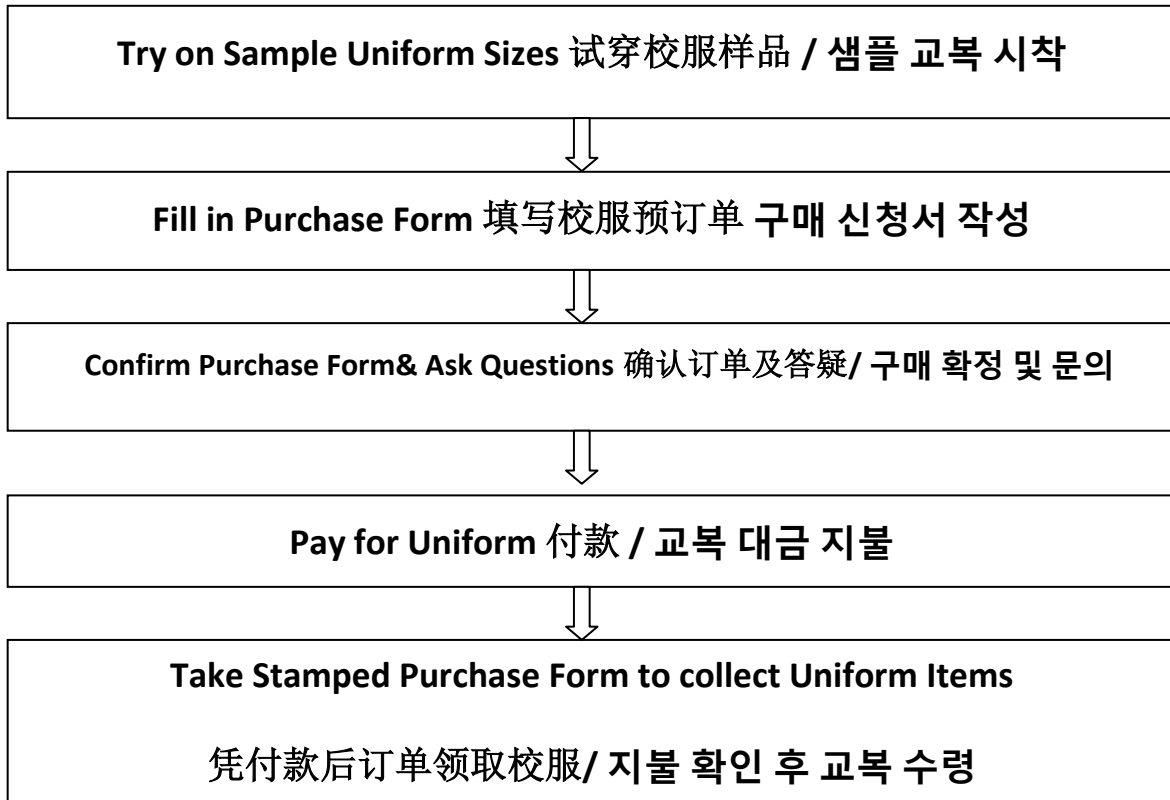 Try on Sample Uniform Sizes 试穿校服样品 / 샘플 교복 시착
Fill in Purchase Form 填写校服预订单 구매 신청서 작성
Confirm Purchase Form& Ask Questions 确认订单及答疑/ 구매 확정 및 문의
Pay for Uniform 付款 / 교복 대금 지불
Take Stamped Purchase Form to collect Uniform Items
凭付款后订单领取校服/ 지불 확인 후 교복 수령